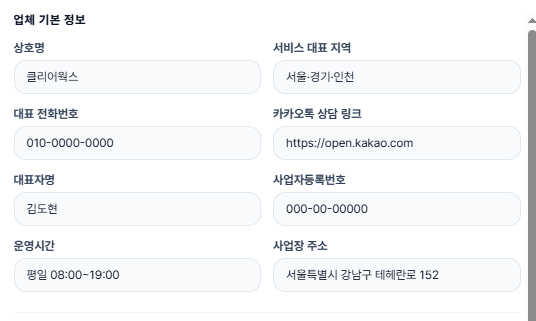 업체 기본 정보
상호명
클리어웍스
서비스 대표 지역
서울·경기·인천
대표 전화번호
010-0000-0000
카카오톡 상담 링크
https://open.kakao.com
대표자명
김도현
사업자등록번호
000-00-00000
운영시간
평일 08:00~19:00
사업장 주소
서울특별시 강남구 테헤란로 152